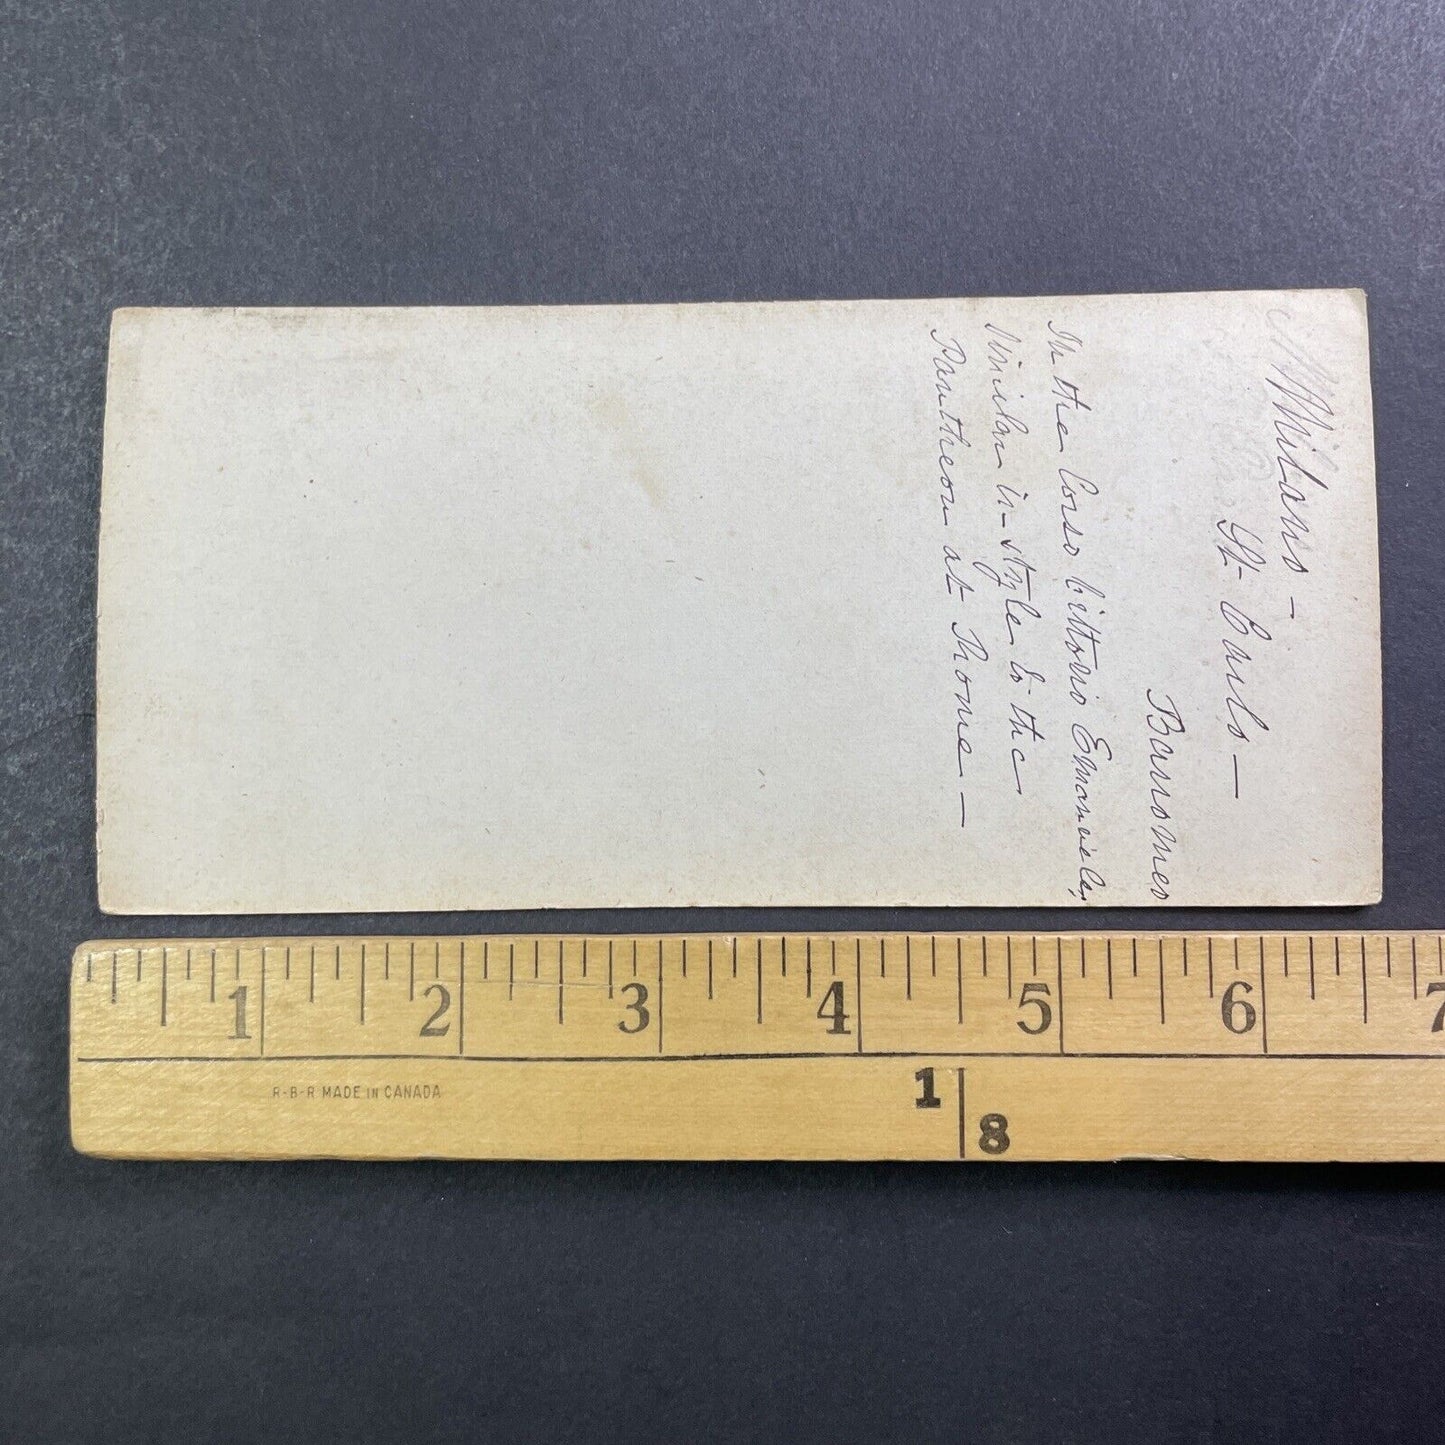 Milano –
St- Carlo –
Barromeo
In the Corso Vittorio Emanuele,
similar in style to the
Pantheon at Rome –
1 2 3 4 5 6 7
R-B-R MADE IN CANADA
1
8